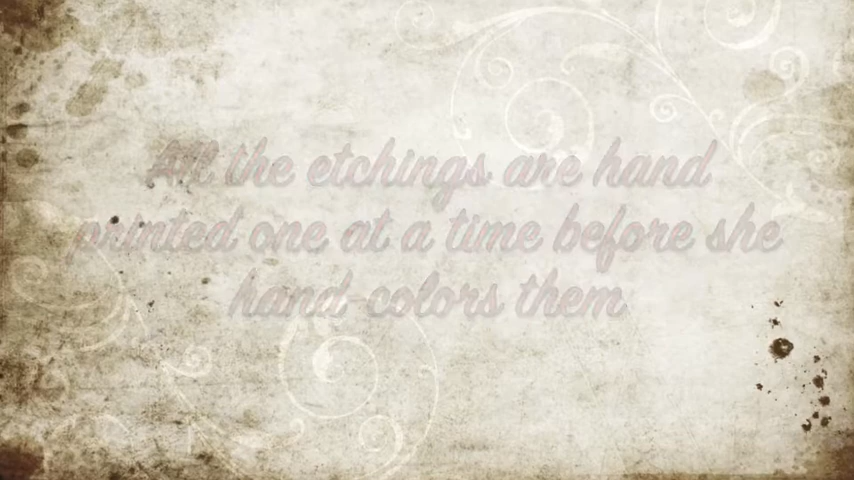 All the etchings are hand
printed one at a time before she
hand-colors them